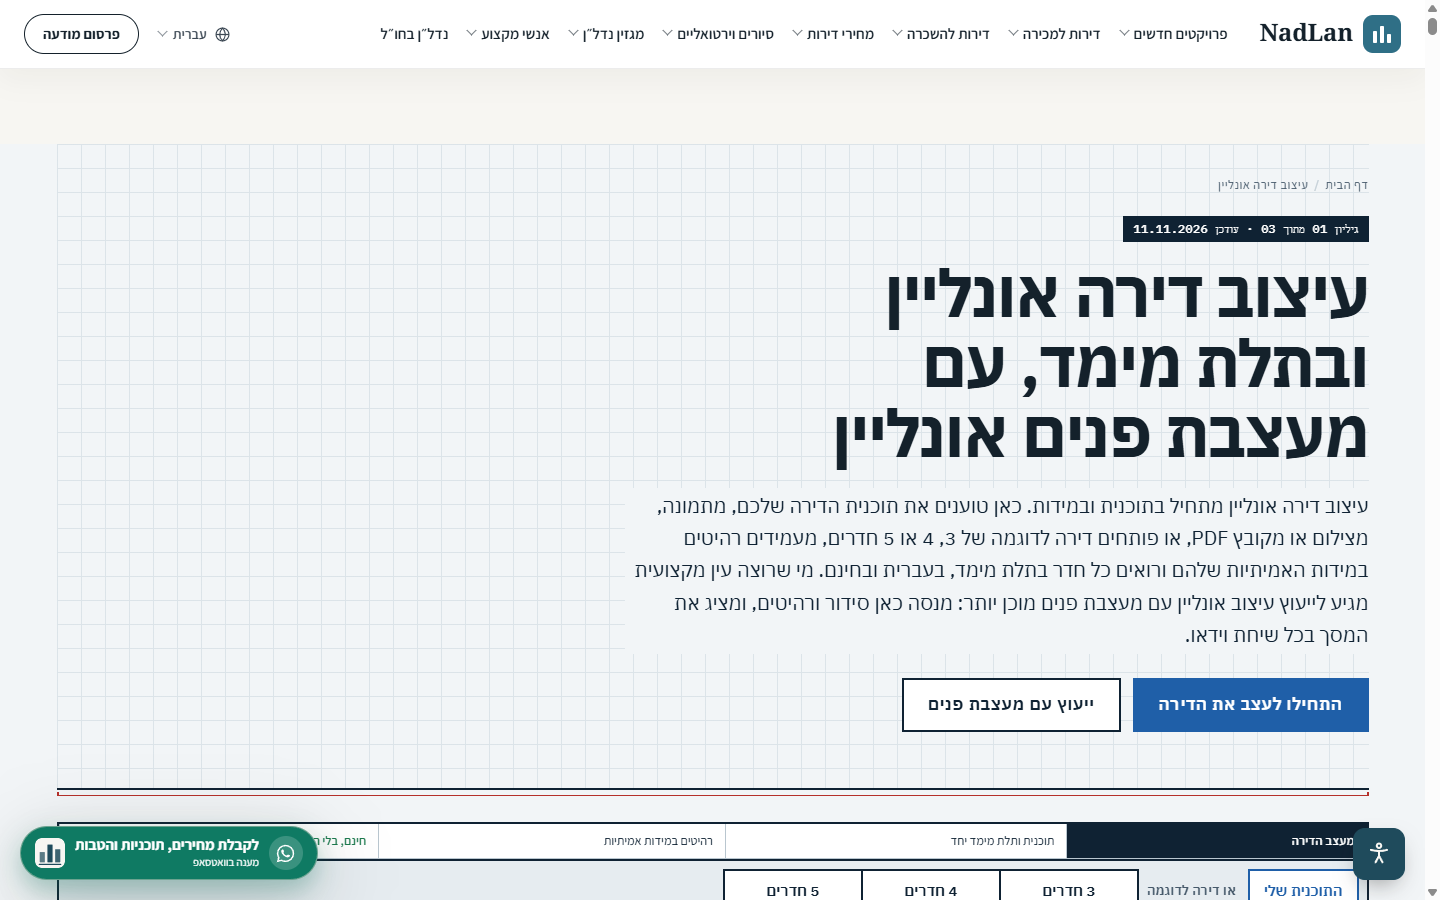 NadLan
פרויקטים חדשים
דירות למכירה
דירות להשכרה
מחירי דירות
סיורים וירטואליים
מגזין נדל״ן
אנשי מקצוע
נדל״ן בחו״ל
עברית
פרסום מודעה
דף הבית / עיצוב דירה אונליין
גיליון 01 מתוך 03 · עודכן 11.11.2026
עיצוב דירה אונליין
ובתלת מימד, עם
מעצבת פנים אונליין
עיצוב דירה אונליין מתחיל בתוכנית ובמידות. כאן טוענים את תוכנית הדירה שלכם, מתמונה,
מצילום או מקובץ PDF, או פותחים דירה לדוגמה של 3, 4 או 5 חדרים, מעמידים רהיטים
במידות האמיתיות שלהם ורואים כל חדר בתלת מימד, בעברית ובחינם. מי שרוצה עין מקצועית
מגיע לייעוץ עיצוב אונליין עם מעצבת פנים מוכן יותר: מנסה כאן סידור ורהיטים, ומציג את
המסך בכל שיחת וידאו.
התחילו לעצב את הדירה
ייעוץ עם מעצבת פנים
מעצב הדירה
תוכנית ותלת מימד יחד
רהיטים במידות אמיתיות
חינם, בלי
לקבלת מחירים, תוכניות והטבות
מענה בוואטסאפ
התוכנית שלי
או דירה לדוגמה
3 חדרים
4 חדרים
5 חדרים